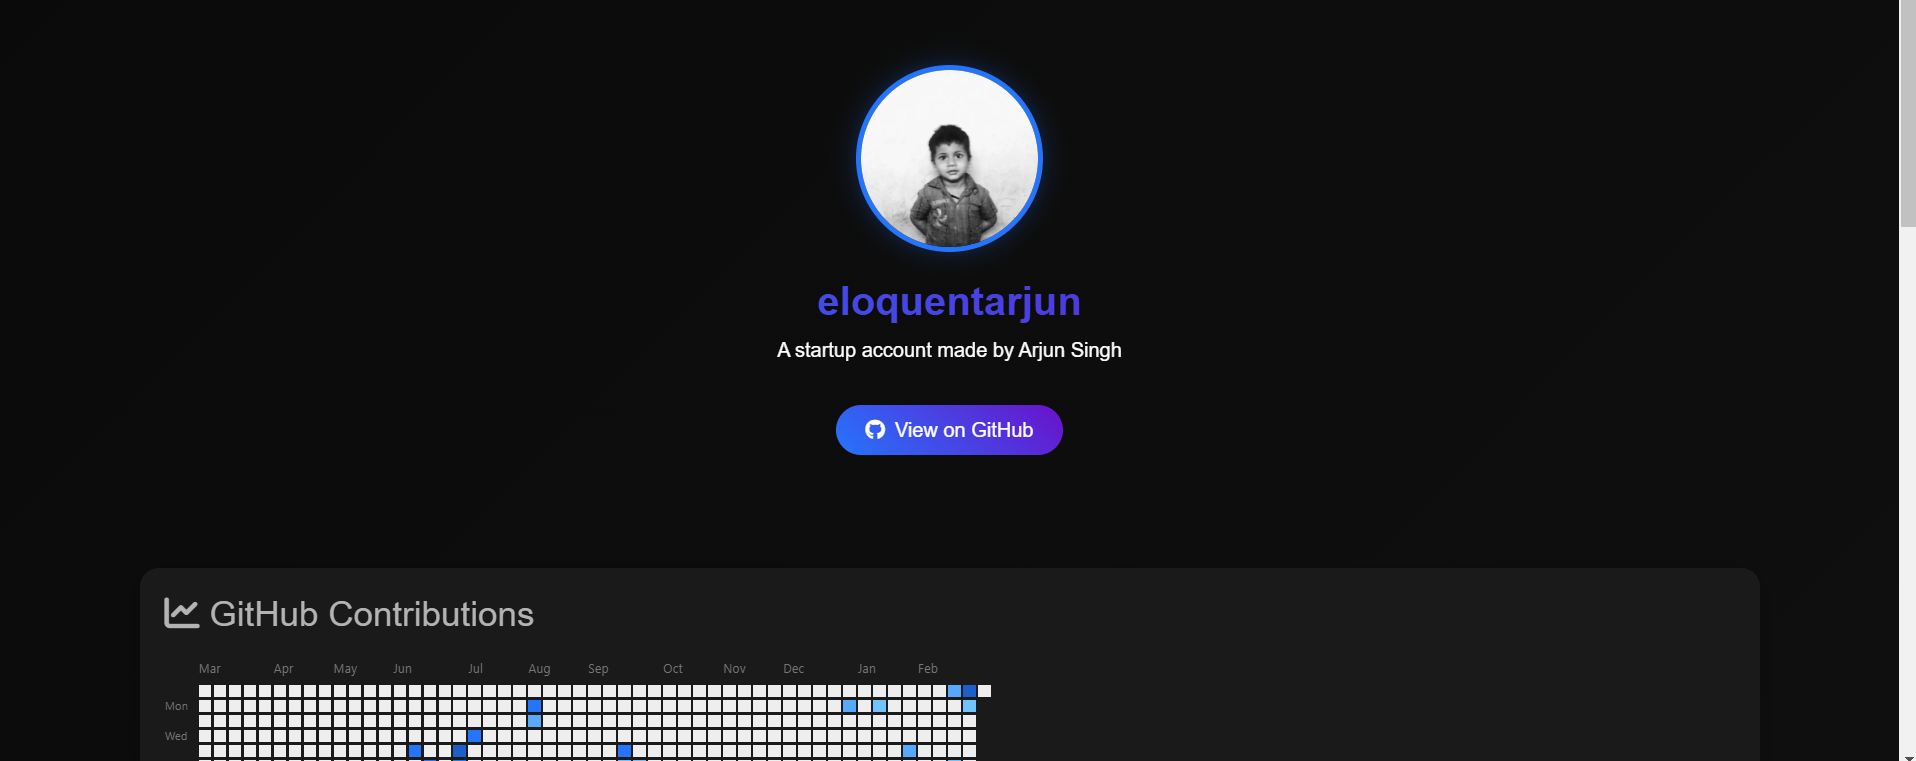 eloquentarjun
A startup account made by Arjun Singh
View on GitHub
GitHub Contributions
Mar Apr May Jun Jul Aug Sep Oct Nov Dec Jan Feb
Mon
Wed